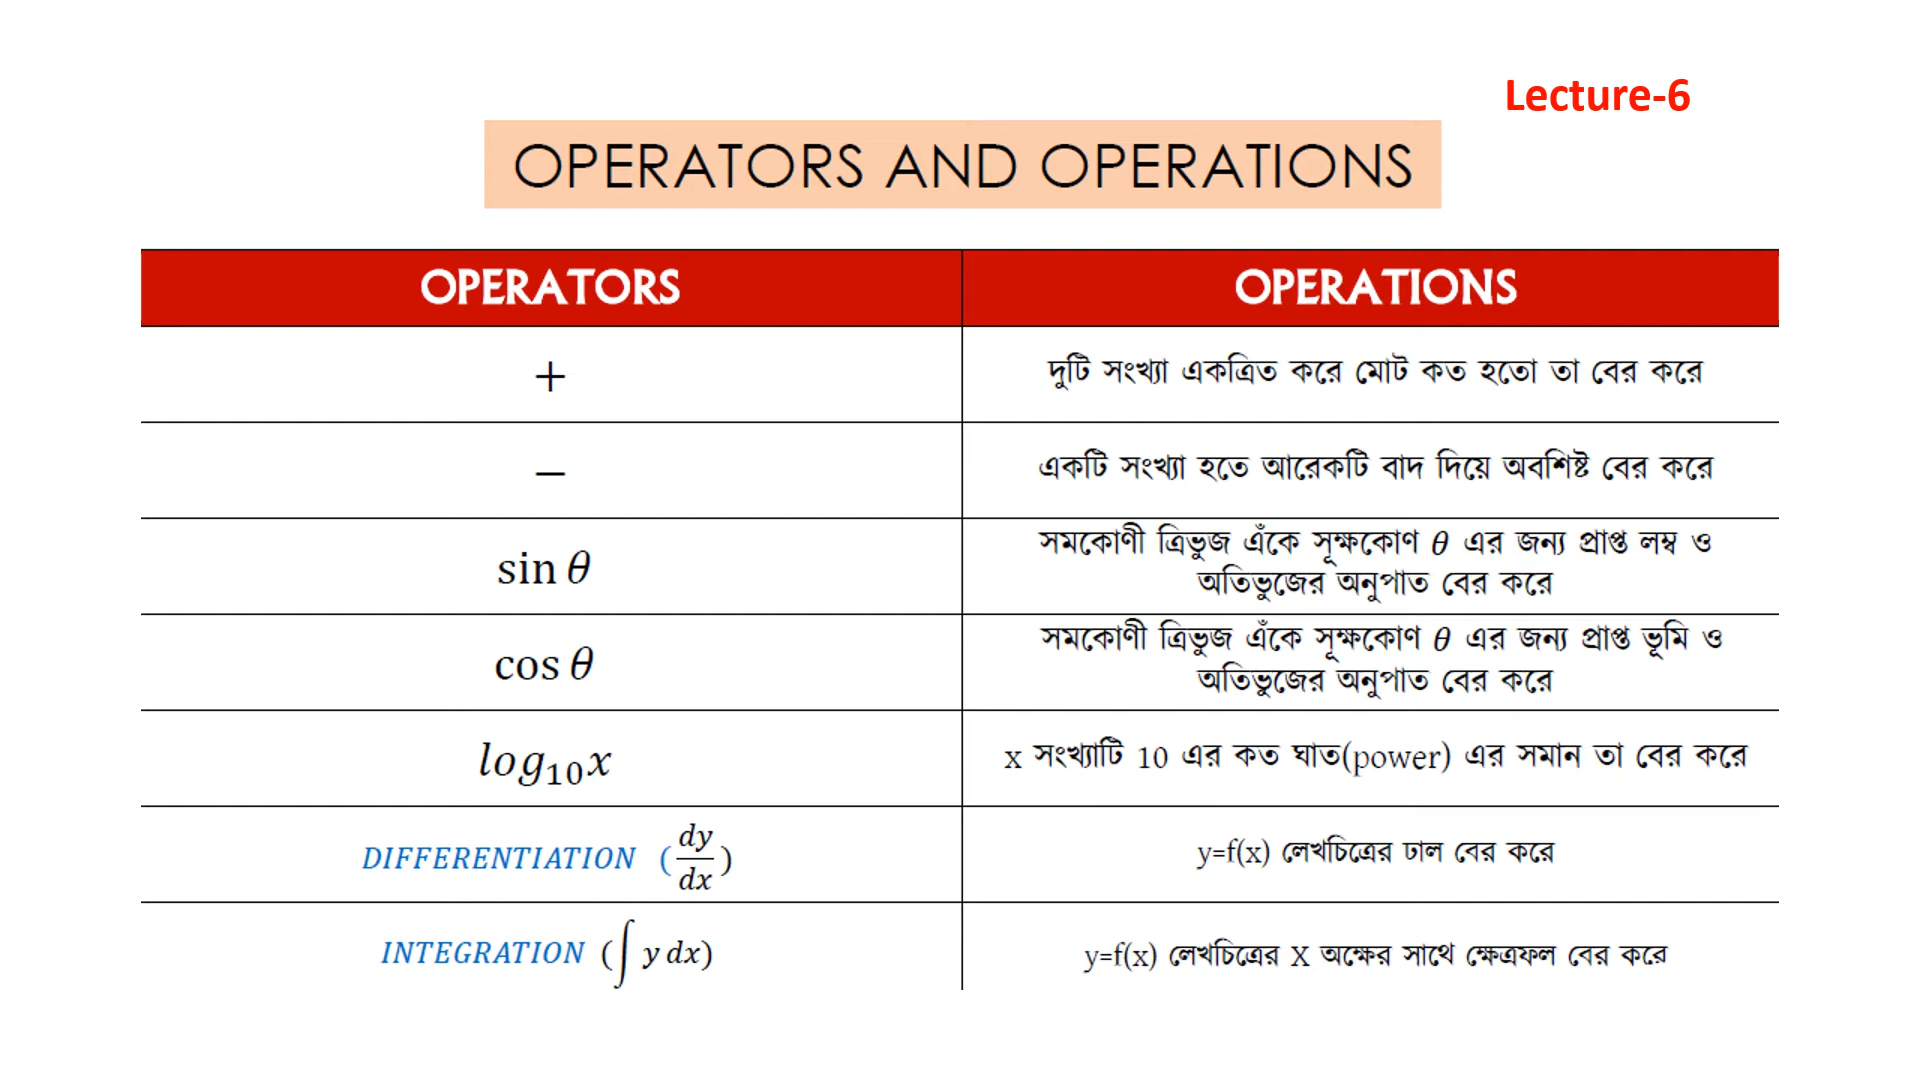 Lecture-6
OPERATORS AND OPERATIONS
OPERATORS
OPERATIONS
+
দুটি সংখ্যা একত্রিত করে মোট কত হতো তা বের করে
−
একটি সংখ্যা হতে আরেকটি বাদ দিয়ে অবশিষ্ট বের করে
sin θ
সমকোণী ত্রিভুজ এঁকে সূক্ষকোণ θ এর জন্য প্রাপ্ত লম্ব ও
অতিভুজের অনুপাত বের করে
cos θ
সমকোণী ত্রিভুজ এঁকে সূক্ষকোণ θ এর জন্য প্রাপ্ত ভূমি ও
অতিভুজের অনুপাত বের করে
log₁₀x
x সংখ্যাটি 10 এর কত ঘাত(power) এর সমান তা বের করে
DIFFERENTIATION (dy/dx)
y=f(x) লেখচিত্রের ঢাল বের করে
INTEGRATION (∫ y dx)
y=f(x) লেখচিত্রের X অক্ষের সাথে ক্ষেত্রফল বের করে